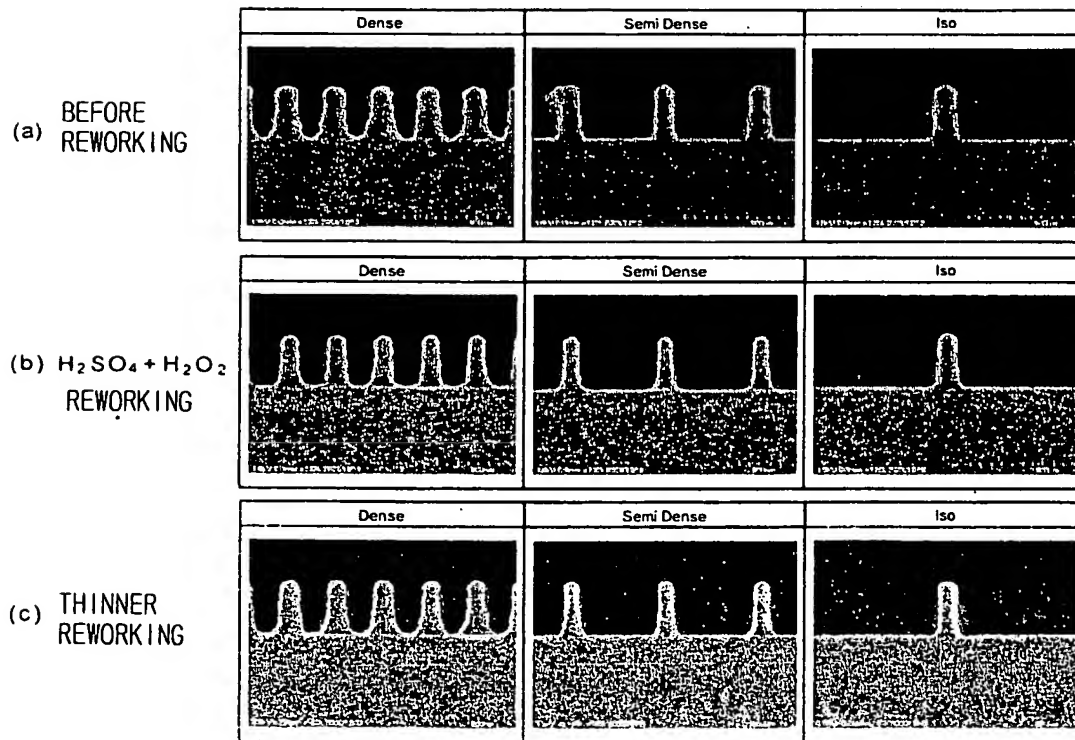 Dense Semi Dense Iso
(a) BEFORE
REWORKING
Dense Semi Dense Iso
(b) H₂SO₄+H₂O₂
REWORKING
Dense Semi Dense Iso
(c) THINNER
REWORKING